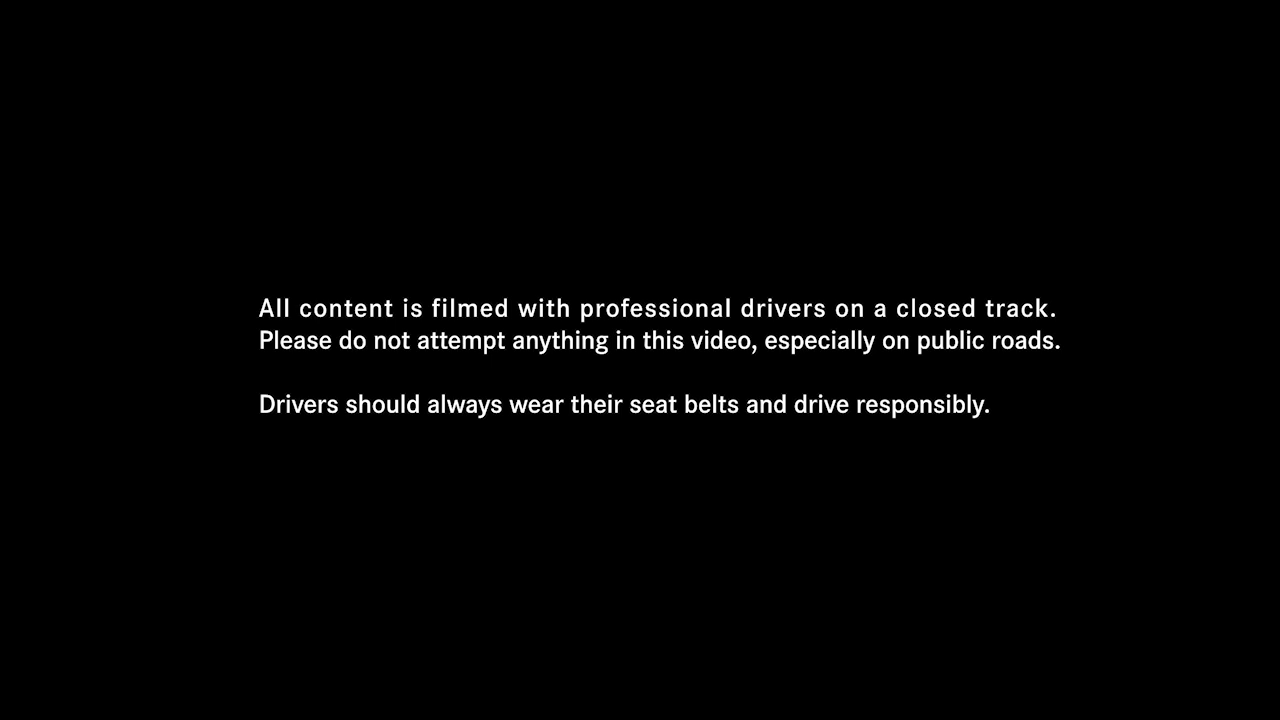 All content is filmed with professional drivers on a closed track.
Please do not attempt anything in this video, especially on public roads.
Drivers should always wear their seat belts and drive responsibly.